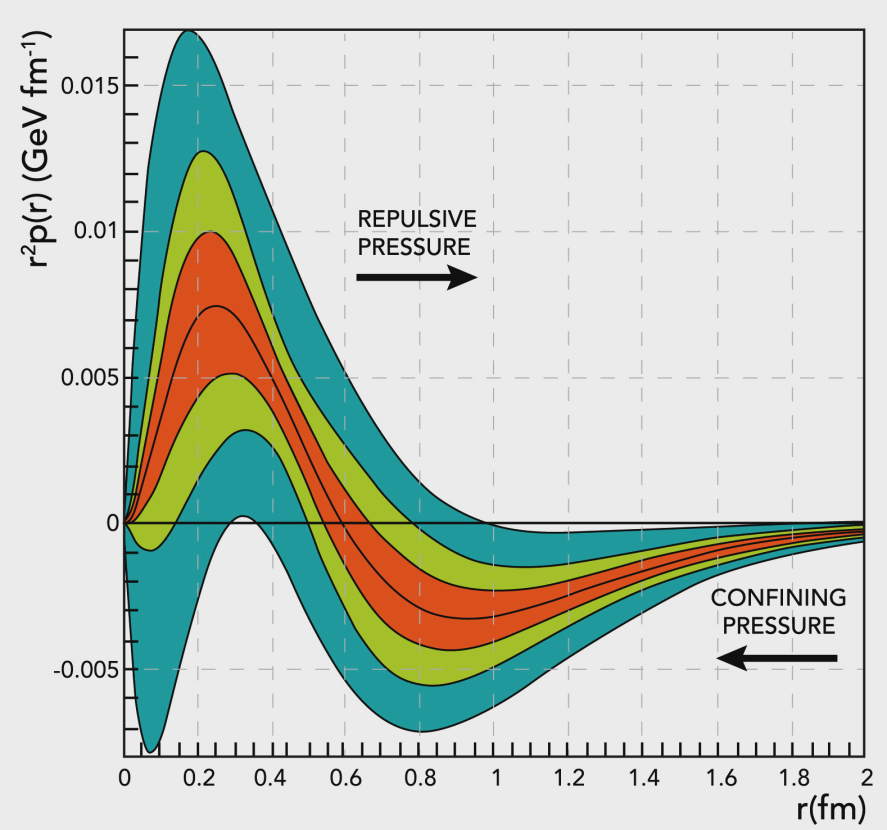 r²p(r) (GeV fm⁻¹)
0.015
0.01
0.005
0
-0.005
REPULSIVE
PRESSURE
CONFINING
PRESSURE
0 0.2 0.4 0.6 0.8 1 1.2 1.4 1.6 1.8 2
r(fm)